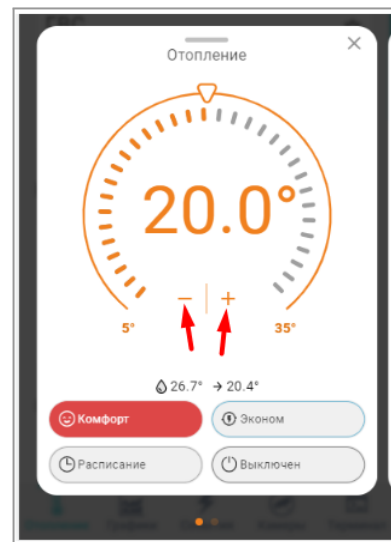 Отопление
20.0°
− +
5° 35°
26.7° → 20.4°
Комфорт Эконом
Расписание Выключен